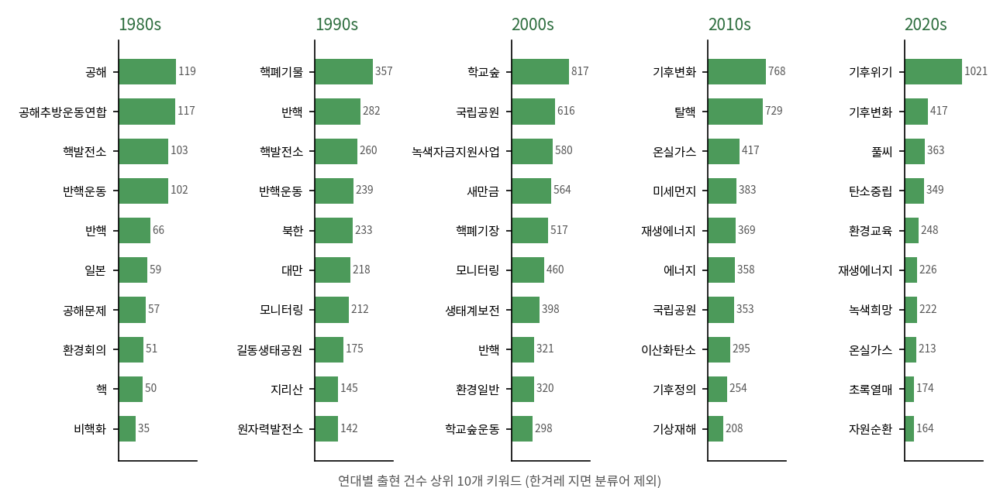 1980s
공해 119
공해추방운동연합 117
핵발전소 103
반핵운동 102
반핵 66
일본 59
공해문제 57
환경회의 51
핵 50
비핵화 35
1990s
핵폐기물 357
반핵 282
핵발전소 260
반핵운동 239
북한 233
대만 218
모니터링 212
길동생태공원 175
지리산 145
원자력발전소 142
2000s
학교숲 817
국립공원 616
녹색자금지원사업 580
새만금 564
핵폐기장 517
모니터링 460
생태계보전 398
반핵 321
환경일반 320
학교숲운동 298
2010s
기후변화 768
탈핵 729
온실가스 417
미세먼지 383
재생에너지 369
에너지 358
국립공원 353
이산화탄소 295
기후정의 254
기상재해 208
2020s
기후위기 1021
기후변화 417
풀씨 363
탄소중립 349
환경교육 248
재생에너지 226
녹색희망 222
온실가스 213
초록열매 174
자원순환 164
연대별 출현 건수 상위 10개 키워드 (한겨레 지면 분류어 제외)